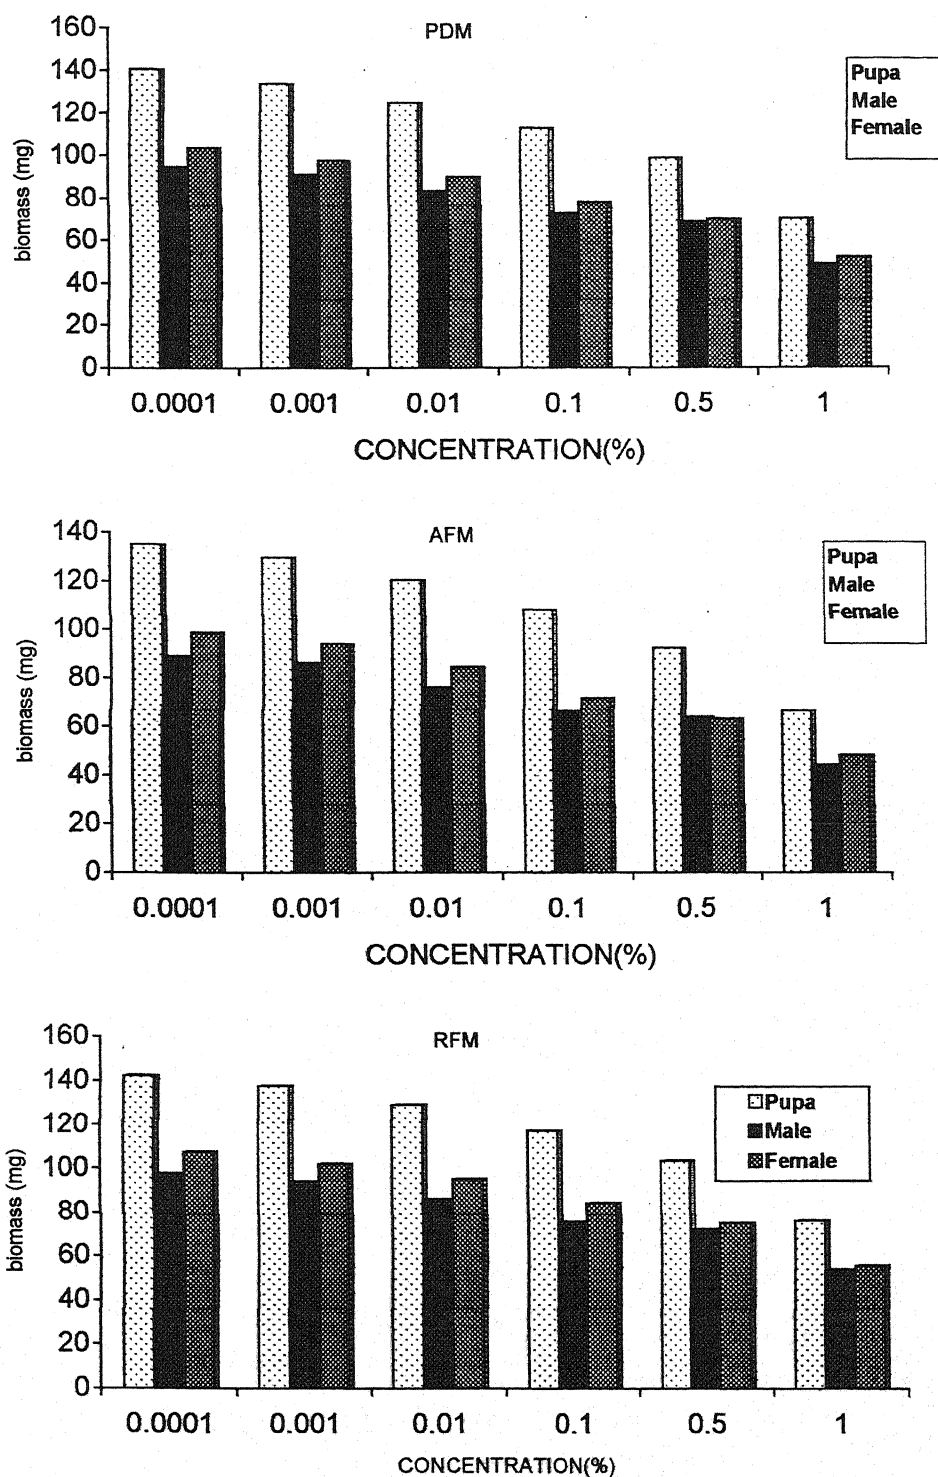 PDM
160
140
120
100
80
60
40
20
0
biomass (mg)
Pupa
Male
Female
0.0001 0.001 0.01 0.1 0.5 1
CONCENTRATION(%)
AFM
140
120
100
80
60
40
20
0
biomass (mg)
Pupa
Male
Female
0.0001 0.001 0.01 0.1 0.5 1
CONCENTRATION(%)
RFM
160
140
120
100
80
60
40
20
0
biomass (mg)
Pupa
Male
Female
0.0001 0.001 0.01 0.1 0.5 1
CONCENTRATION(%)